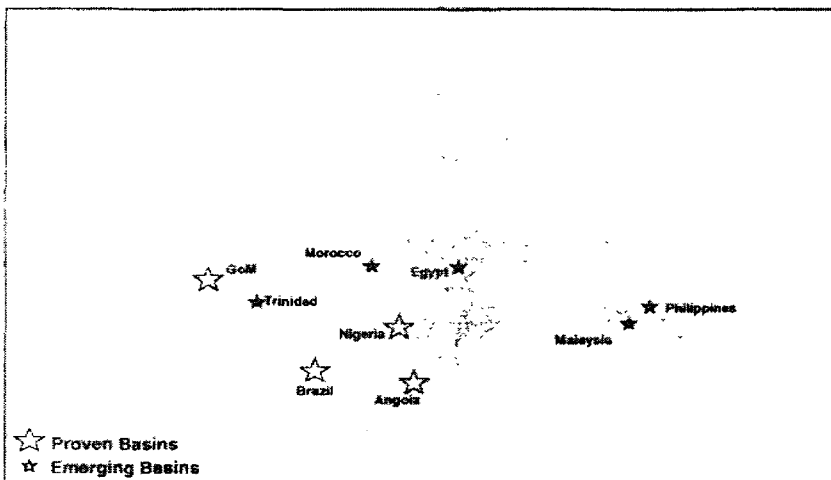 Morocco
GoM
Egypt
Trinidad
Philippines
Nigeria
Malaysia
Brazil
Angola
Proven Basins
Emerging Basins